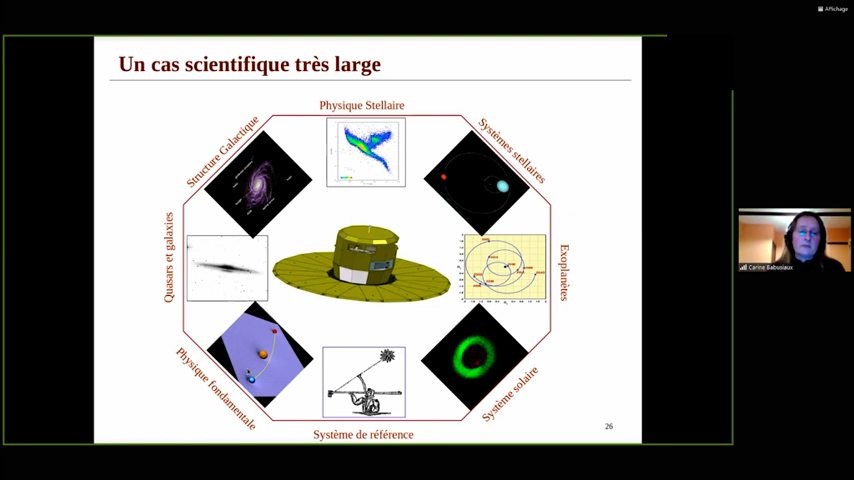 Affichage
Un cas scientifique très large
Physique Stellaire
Structure Galactique
Systèmes stellaires
Quasars et galaxies
Exoplanètes
Physique fondamentale
Système solaire
Système de référence
26
Carine Babusiaux